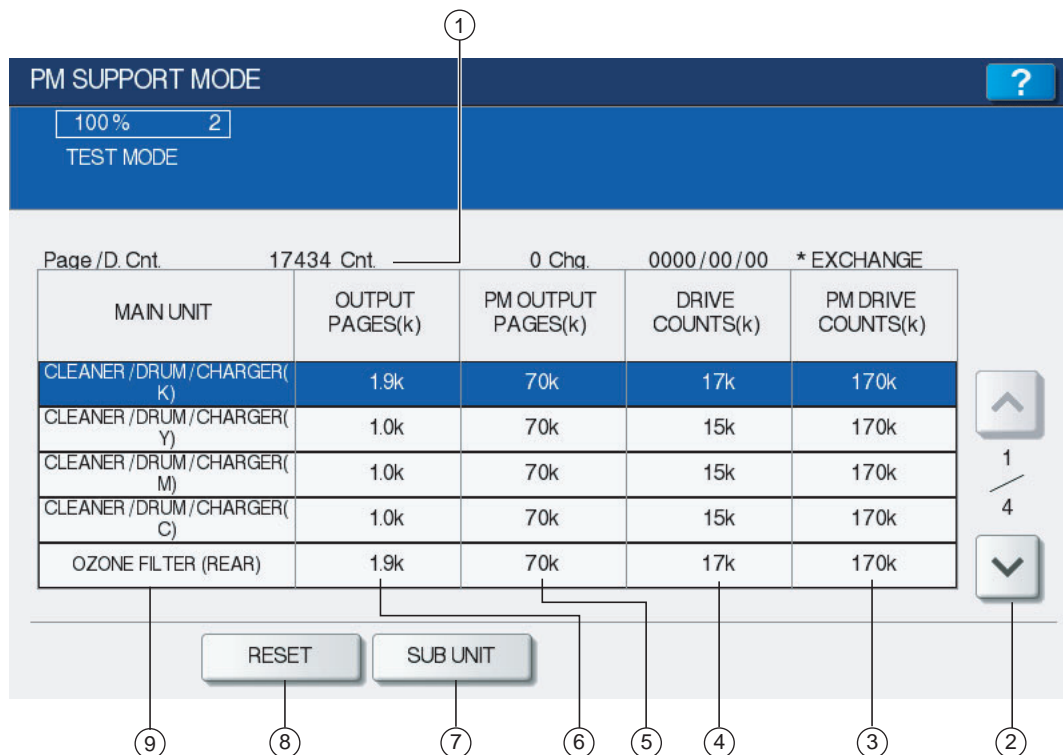 1
PM SUPPORT MODE ?
100% 2
TEST MODE
Page/D. Cnt. 17434 Cnt. 0 Chg. 0000/00/00 * EXCHANGE
MAIN UNIT OUTPUT PAGES(k) PM OUTPUT PAGES(k) DRIVE COUNTS(k) PM DRIVE COUNTS(k)
CLEANER/DRUM/CHARGER(K) 1.9k 70k 17k 170k
CLEANER/DRUM/CHARGER(Y) 1.0k 70k 15k 170k
CLEANER/DRUM/CHARGER(M) 1.0k 70k 15k 170k
CLEANER/DRUM/CHARGER(C) 1.0k 70k 15k 170k
OZONE FILTER (REAR) 1.9k 70k 17k 170k
1/4
RESET SUB UNIT
9 8 7 6 5 4 3 2